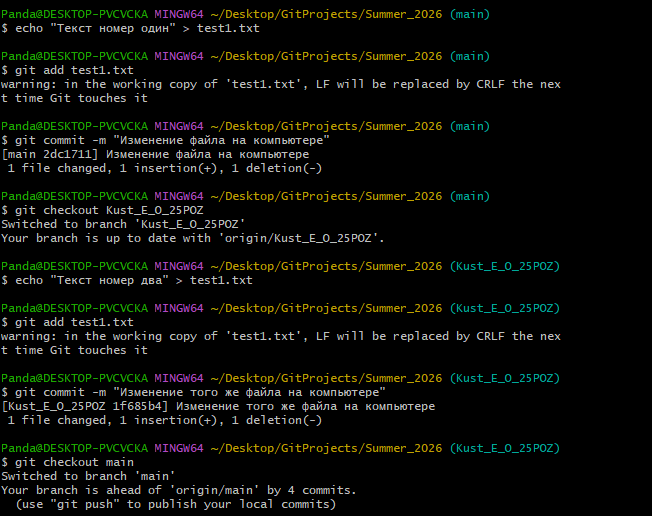 Panda@DESKTOP-PVCVCKA MINGW64 ~/Desktop/GitProjects/Summer_2026 (main)
$ echo "Текст номер один" > test1.txt
Panda@DESKTOP-PVCVCKA MINGW64 ~/Desktop/GitProjects/Summer_2026 (main)
$ git add test1.txt
warning: in the working copy of 'test1.txt', LF will be replaced by CRLF the nex
t time Git touches it
Panda@DESKTOP-PVCVCKA MINGW64 ~/Desktop/GitProjects/Summer_2026 (main)
$ git commit -m "Изменение файла на компьютере"
[main 2dc1711] Изменение файла на компьютере
 1 file changed, 1 insertion(+), 1 deletion(-)
Panda@DESKTOP-PVCVCKA MINGW64 ~/Desktop/GitProjects/Summer_2026 (main)
$ git checkout Kust_E_O_25POZ
Switched to branch 'Kust_E_O_25POZ'
Your branch is up to date with 'origin/Kust_E_O_25POZ'.
Panda@DESKTOP-PVCVCKA MINGW64 ~/Desktop/GitProjects/Summer_2026 (Kust_E_O_25POZ)
$ echo "Текст номер два" > test1.txt
Panda@DESKTOP-PVCVCKA MINGW64 ~/Desktop/GitProjects/Summer_2026 (Kust_E_O_25POZ)
$ git add test1.txt
warning: in the working copy of 'test1.txt', LF will be replaced by CRLF the nex
t time Git touches it
Panda@DESKTOP-PVCVCKA MINGW64 ~/Desktop/GitProjects/Summer_2026 (Kust_E_O_25POZ)
$ git commit -m "Изменение того же файла на компьютере"
[Kust_E_O_25POZ 1f685b4] Изменение того же файла на компьютере
 1 file changed, 1 insertion(+), 1 deletion(-)
Panda@DESKTOP-PVCVCKA MINGW64 ~/Desktop/GitProjects/Summer_2026 (Kust_E_O_25POZ)
$ git checkout main
Switched to branch 'main'
Your branch is ahead of 'origin/main' by 4 commits.
  (use "git push" to publish your local commits)